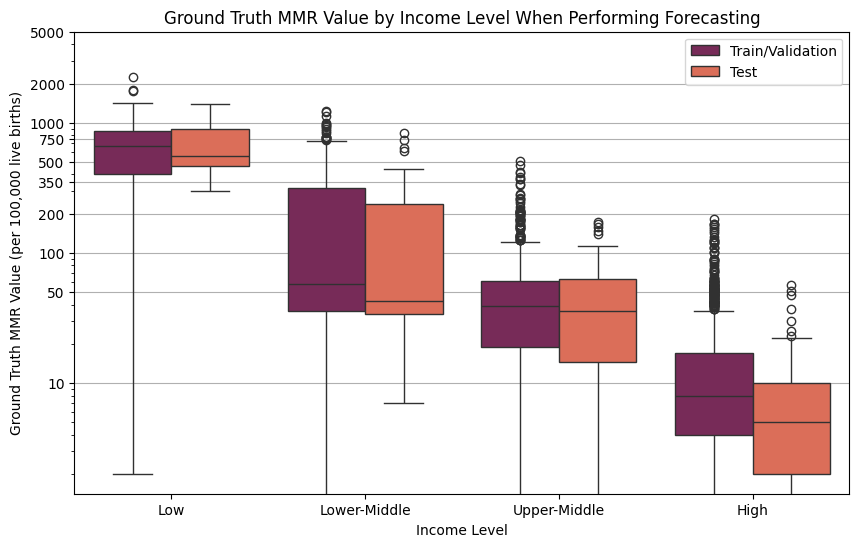 Ground Truth MMR Value by Income Level When Performing Forecasting
Train/Validation
Test
Ground Truth MMR Value (per 100,000 live births)
5000
2000
1000
750
500
350
200
100
50
10
Low
Lower-Middle
Upper-Middle
High
Income Level